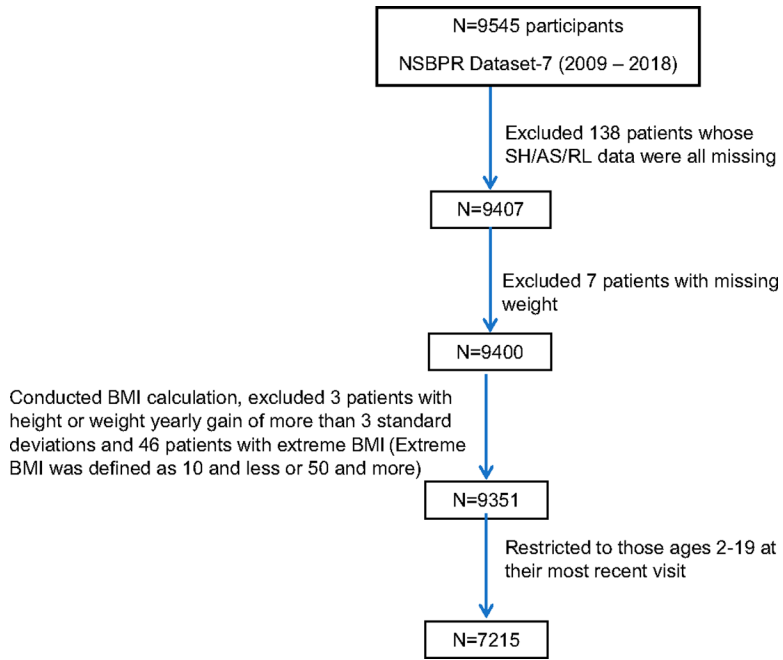 N=9545 participants
NSBPR Dataset-7 (2009 – 2018)
Excluded 138 patients whose
SH/AS/RL data were all missing
N=9407
Excluded 7 patients with missing
weight
N=9400
Conducted BMI calculation, excluded 3 patients with
height or weight yearly gain of more than 3 standard
deviations and 46 patients with extreme BMI (Extreme
BMI was defined as 10 and less or 50 and more)
N=9351
Restricted to those ages 2-19 at
their most recent visit
N=7215